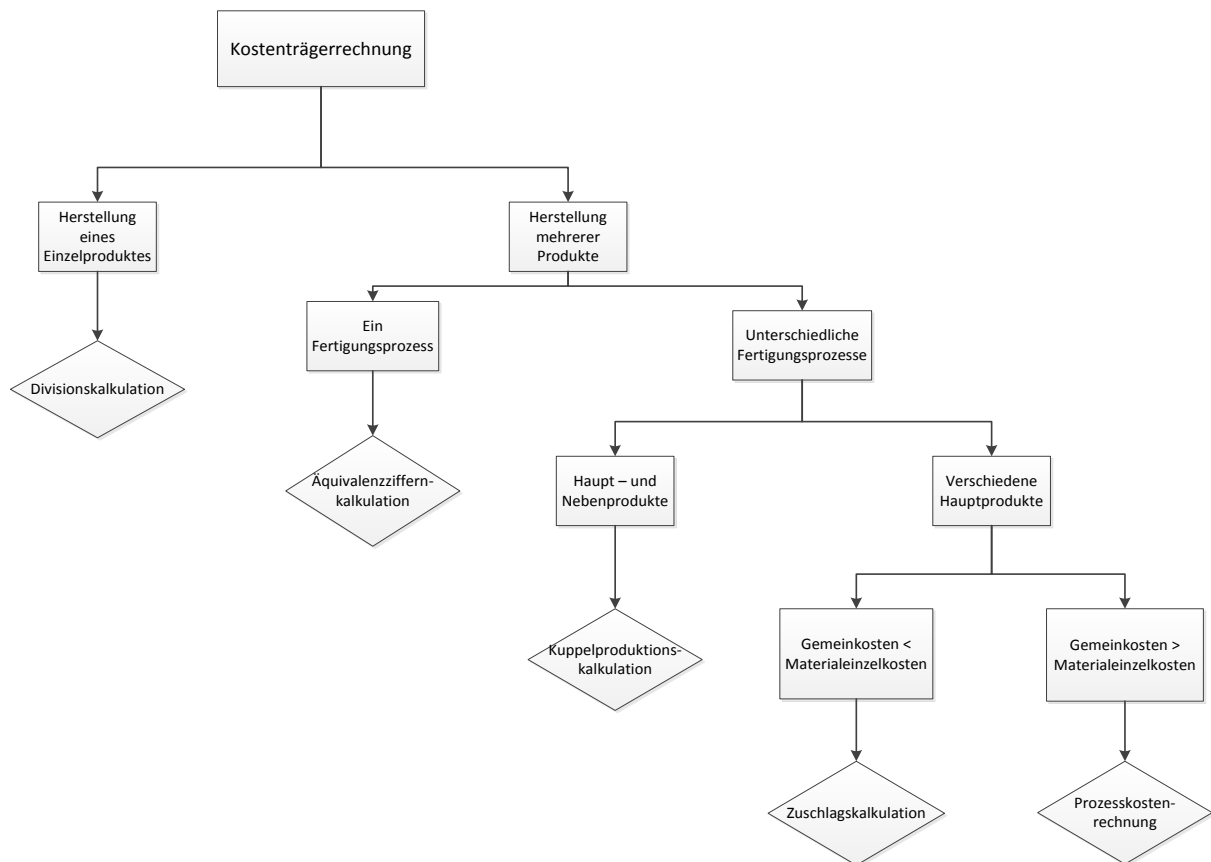 Kostenträgerrechnung
Herstellung
eines
Einzelproduktes
Herstellung
mehrerer
Produkte
Ein
Fertigungsprozess
Unterschiedliche
Fertigungsprozesse
Divisionskalkulation
Äquivalenzziffern-
kalkulation
Haupt – und
Nebenprodukte
Verschiedene
Hauptprodukte
Kuppelproduktions-
kalkulation
Gemeinkosten <
Materialeinzelkosten
Gemeinkosten >
Materialeinzelkosten
Zuschlagskalkulation
Prozesskosten-
rechnung